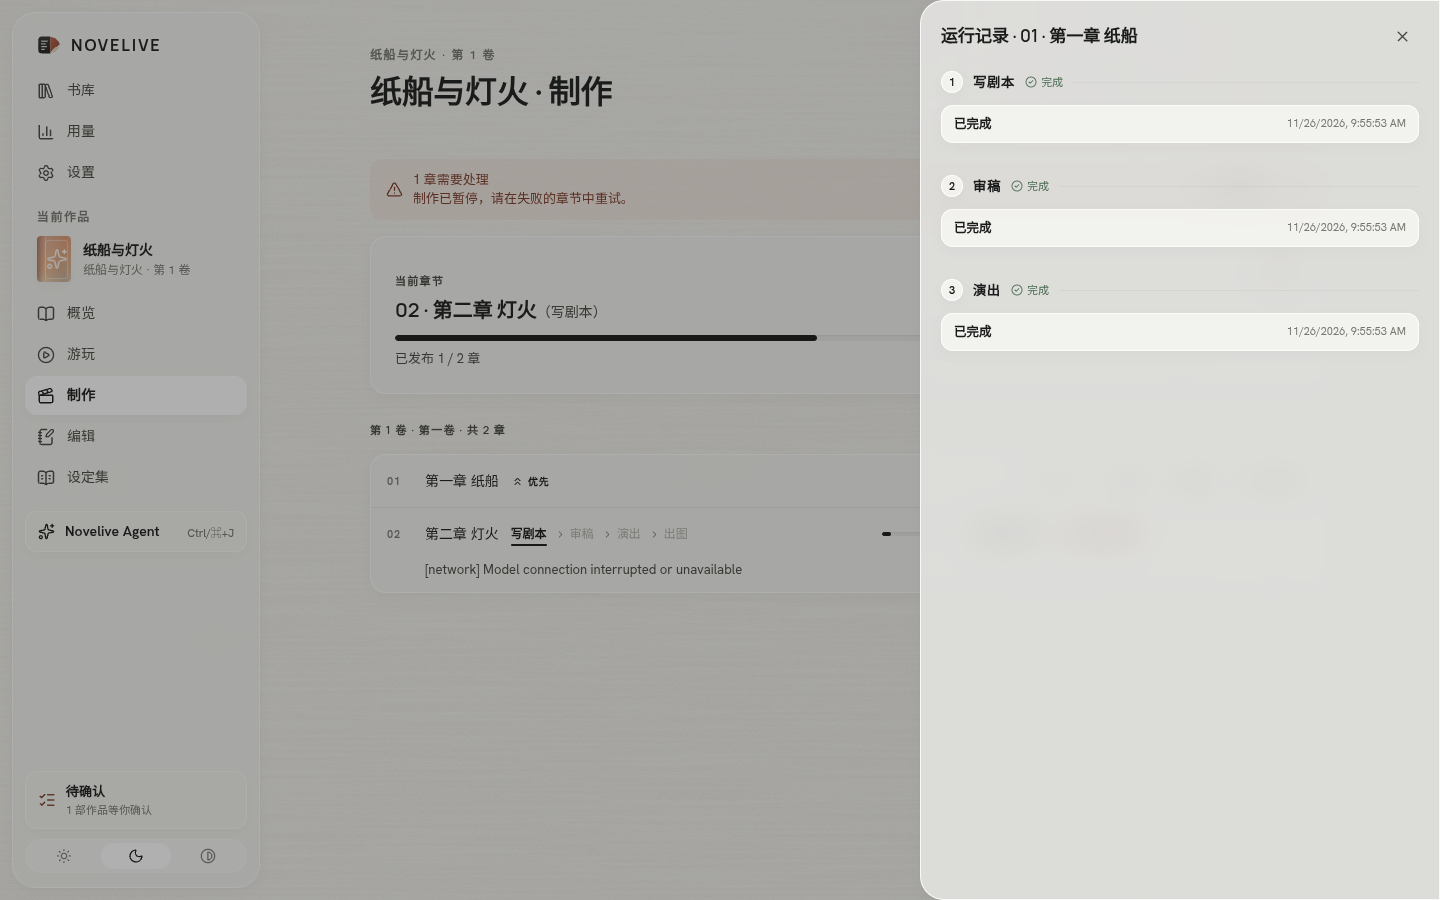 NOVELIVE
书库
用量
设置
当前作品
纸船与灯火
纸船与灯火 · 第 1 卷
概览
游玩
制作
编辑
设定集
Novelive Agent Ctrl/⌘+J
待确认
1 部作品等你确认
纸船与灯火 · 第 1 卷
纸船与灯火 · 制作
1 章需要处理
制作已暂停，请在失败的章节中重试。
当前章节
02 · 第二章 灯火（写剧本）
已发布 1 / 2 章
第 1 卷 · 第一卷 · 共 2 章
01 第一章 纸船 优先
02 第二章 灯火 写剧本 > 审稿 > 演出 > 出图
[network] Model connection interrupted or unavailable
运行记录 · 01 · 第一章 纸船
1 写剧本 完成
已完成 11/26/2026, 9:55:53 AM
2 审稿 完成
已完成 11/26/2026, 9:55:53 AM
3 演出 完成
已完成 11/26/2026, 9:55:53 AM